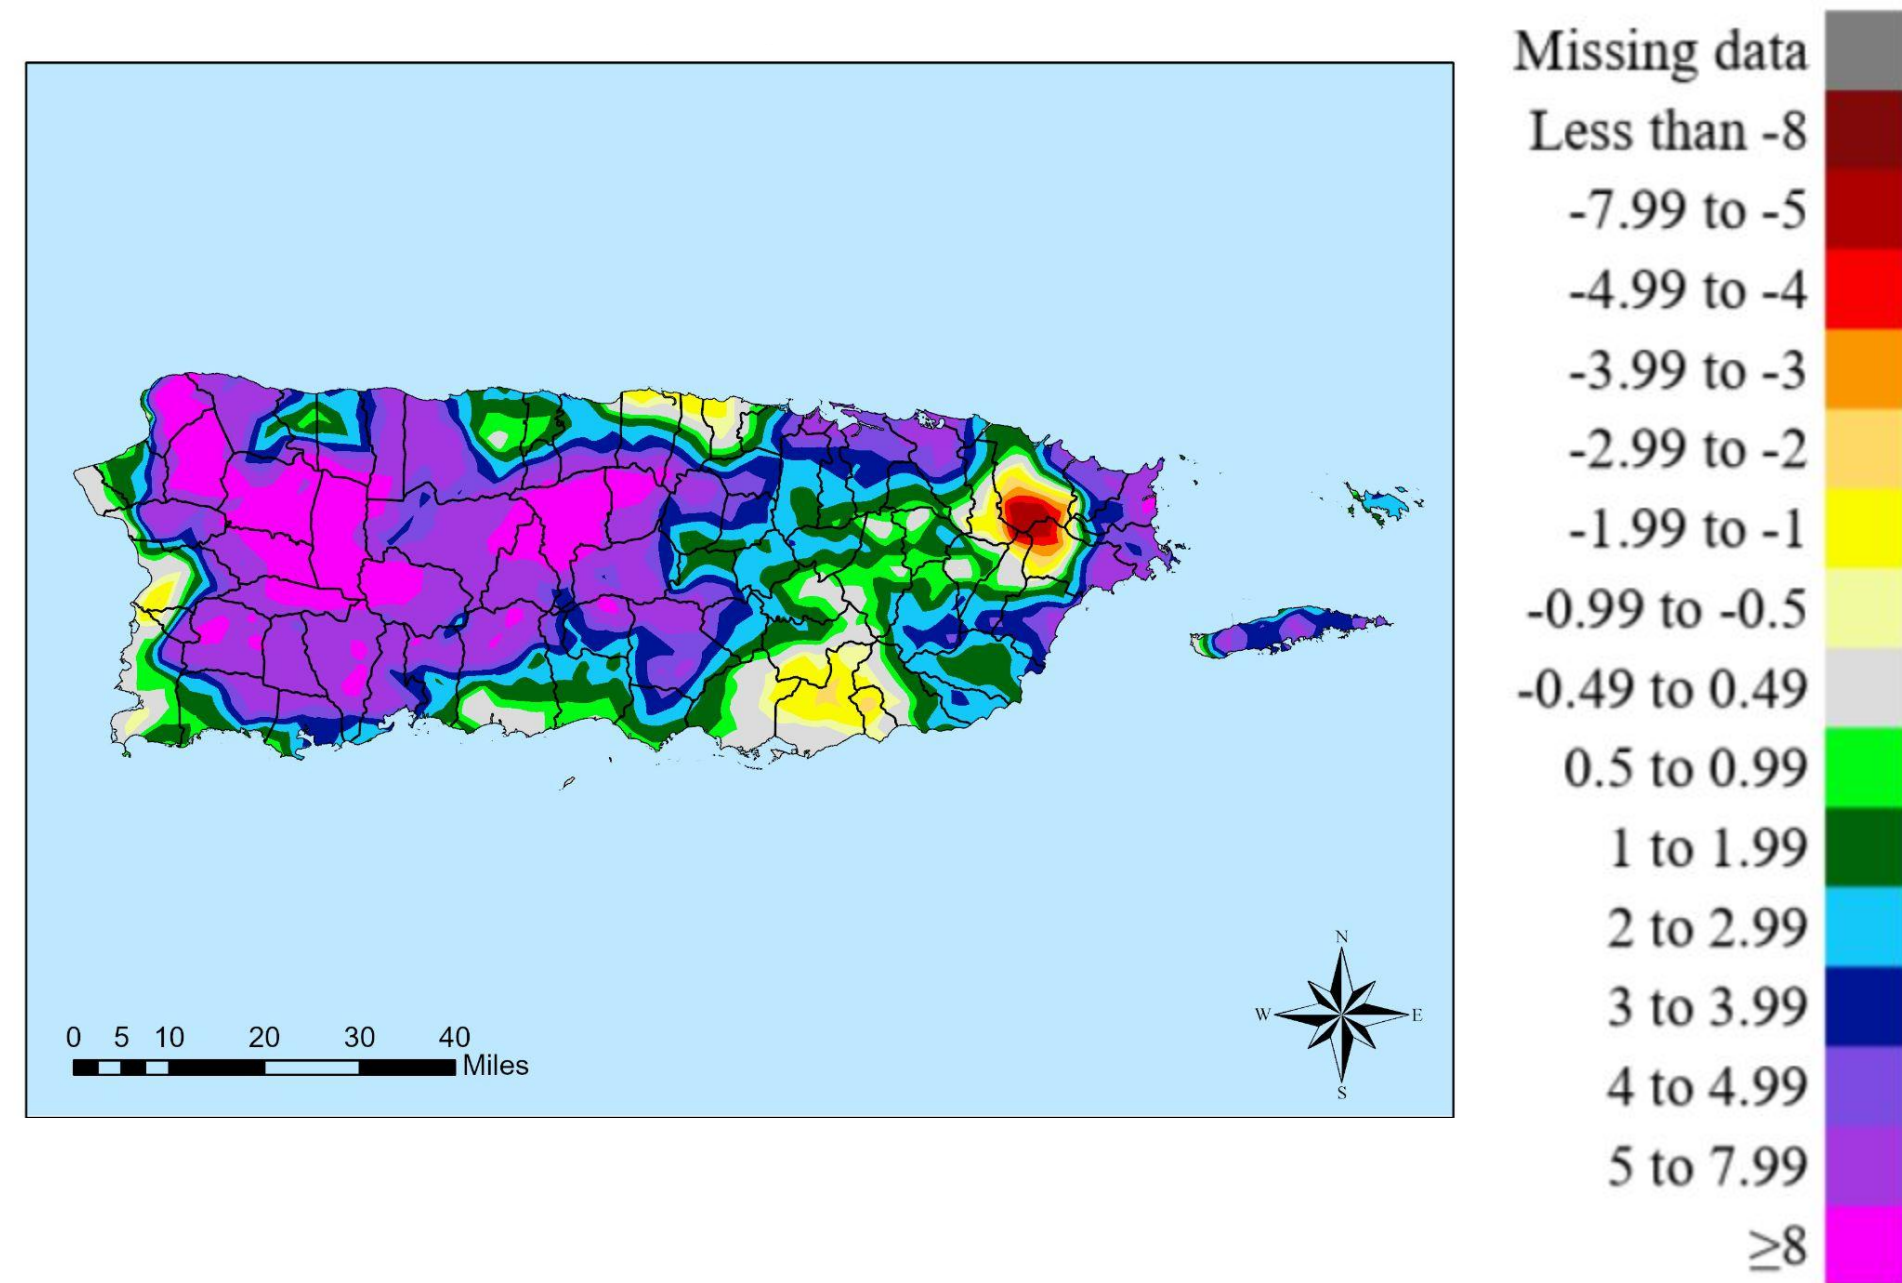 Missing data
Less than -8
-7.99 to -5
-4.99 to -4
-3.99 to -3
-2.99 to -2
-1.99 to -1
-0.99 to -0.5
-0.49 to 0.49
0.5 to 0.99
1 to 1.99
2 to 2.99
3 to 3.99
4 to 4.99
5 to 7.99
≥8
N
W E
S
0 5 10 20 30 40
Miles